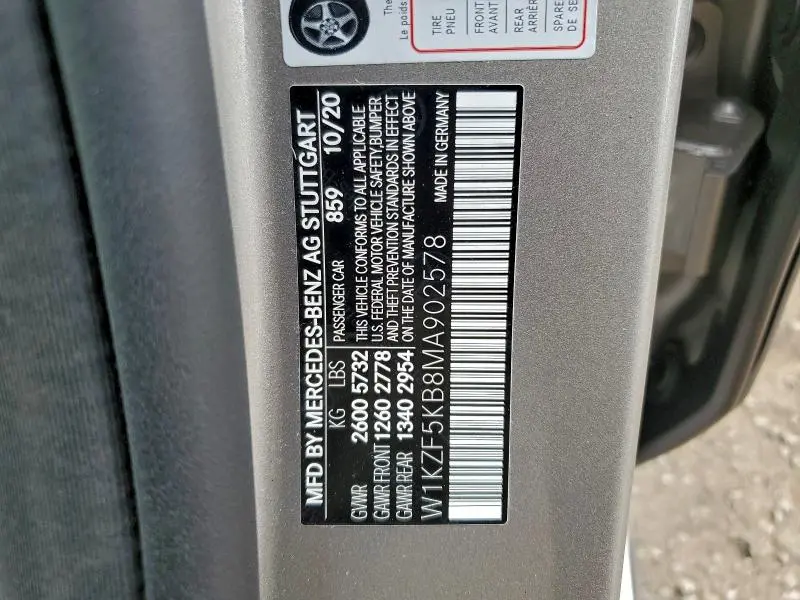 MFD BY MERCEDES-BENZ AG STUTTGART
KG LBS PASSENGER CAR 859 10/20
GVWR 2600 5732 THIS VEHICLE CONFORMS TO ALL APPLICABLE
GAWR FRONT 1260 2778 U.S. FEDERAL MOTOR VEHICLE SAFETY,BUMPER
GAWR REAR 1340 2954 AND THEFT PREVENTION STANDARDS IN EFFECT
ON THE DATE OF MANUFACTURE SHOWN ABOVE
W1KZF5KB8MA902578 MADE IN GERMANY
The
Le poids
TIRE
PNEU
FRONT
AVANT
REAR
ARRIÈRE
SPARE
DE SE